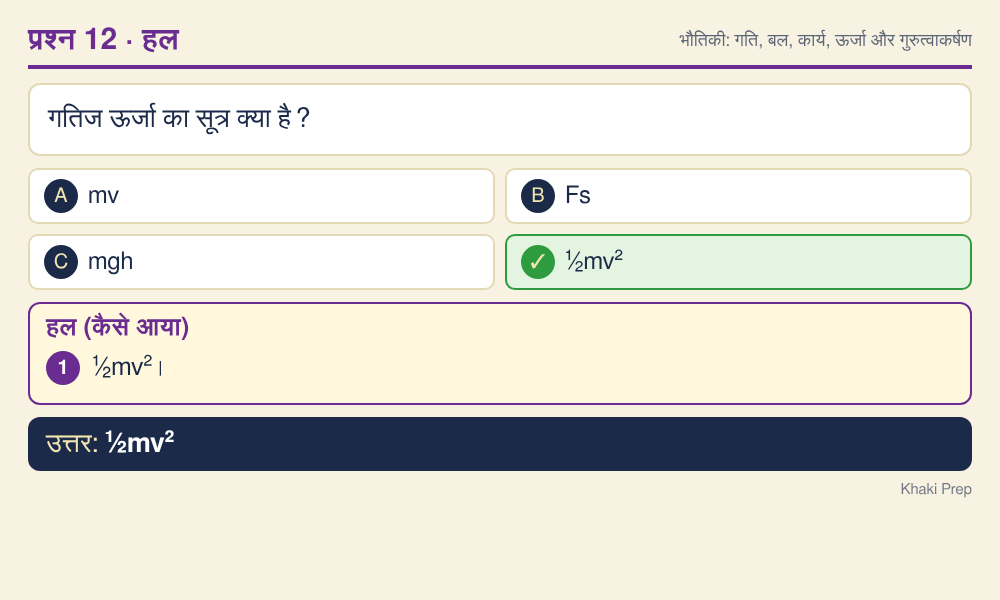 प्रश्न 12 · हल
भौतिकी: गति, बल, कार्य, ऊर्जा और गुरुत्वाकर्षण
गतिज ऊर्जा का सूत्र क्या है ?
A mv
B Fs
C mgh
✓ ½mv²
हल (कैसे आया)
1 ½mv²।
उत्तर: ½mv²
Khaki Prep